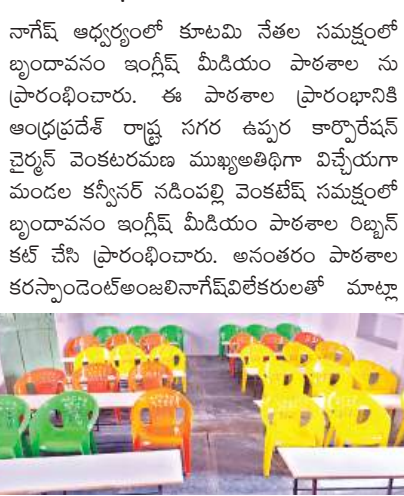 నాగేష్ ఆధ్వర్యంలో కూటమి నేతల సమక్షంలో
బృందావనం ఇంగ్లీష్ మీడియం పాఠశాల ను
ప్రారంభించారు. ఈ పాఠశాల ప్రారంభానికి
ఆంధ్రప్రదేశ్ రాష్ట్ర సగర ఉప్పర కార్పొరేషన్
చైర్మన్ వెంకటరమణ ముఖ్యఅతిథిగా విచ్చేయగా
మండల కన్వీనర్ నడింపల్లి వెంకటేష్ సమక్షంలో
బృందావనం ఇంగ్లీష్ మీడియం పాఠశాల రిబ్బన్
కట్ చేసి ప్రారంభించారు. అనంతరం పాఠశాల
కరస్పాండెంట్అంజలినాగేష్‌విలేకరులతో మాట్లా